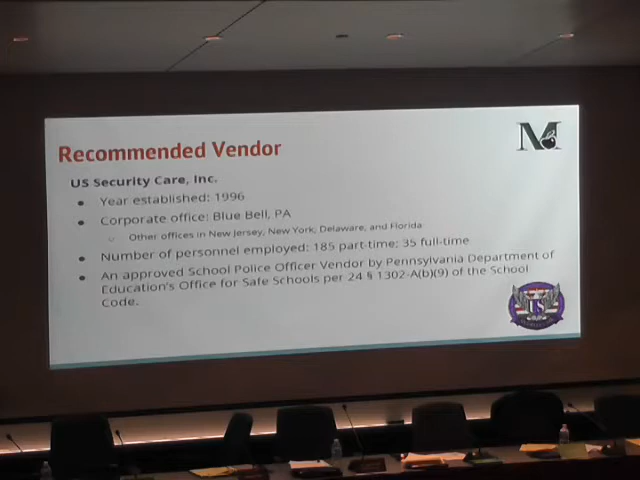 Recommended Vendor
US Security Care, Inc.
Year established: 1996
Corporate office: Blue Bell, PA
Other offices in New Jersey, New York, Delaware, and Florida
Number of personnel employed: 185 part-time; 35 full-time
An approved School Police Officer Vendor by Pennsylvania Department of
Education's Office for Safe Schools per 24 § 1302-A(b)(9) of the School
Code.
M
US